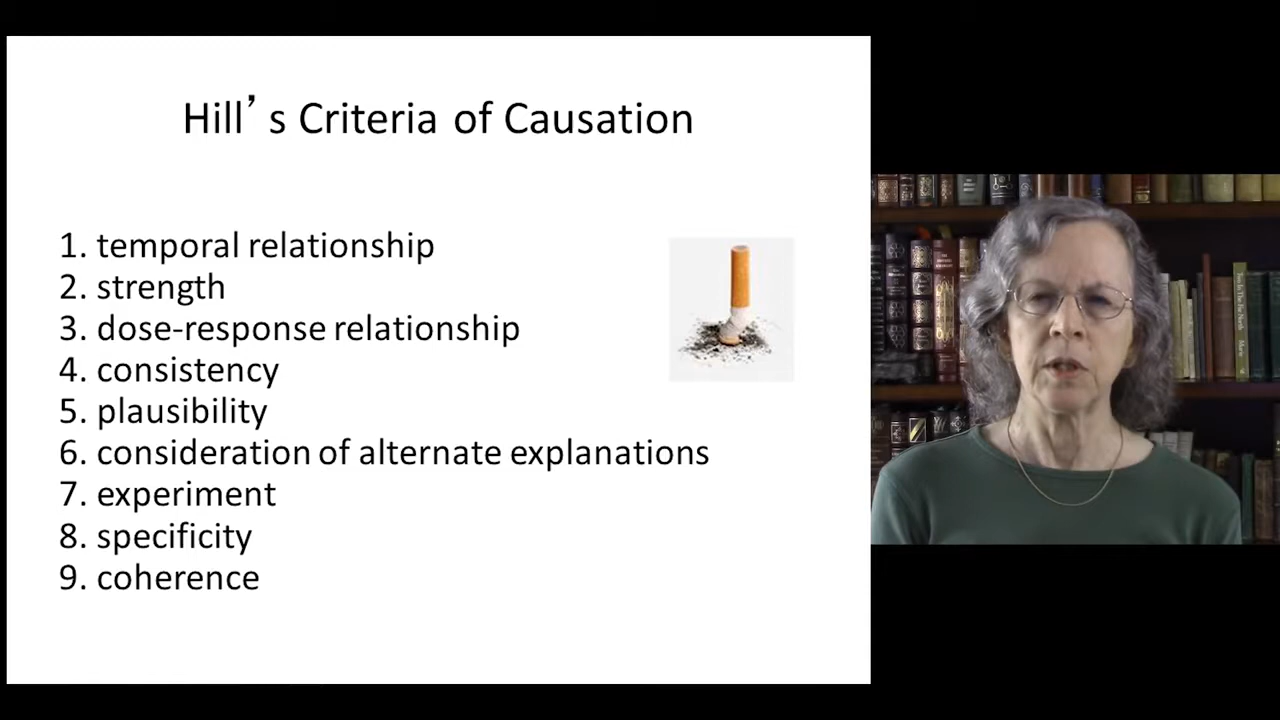 Hill’s Criteria of Causation
1. temporal relationship
2. strength
3. dose-response relationship
4. consistency
5. plausibility
6. consideration of alternate explanations
7. experiment
8. specificity
9. coherence